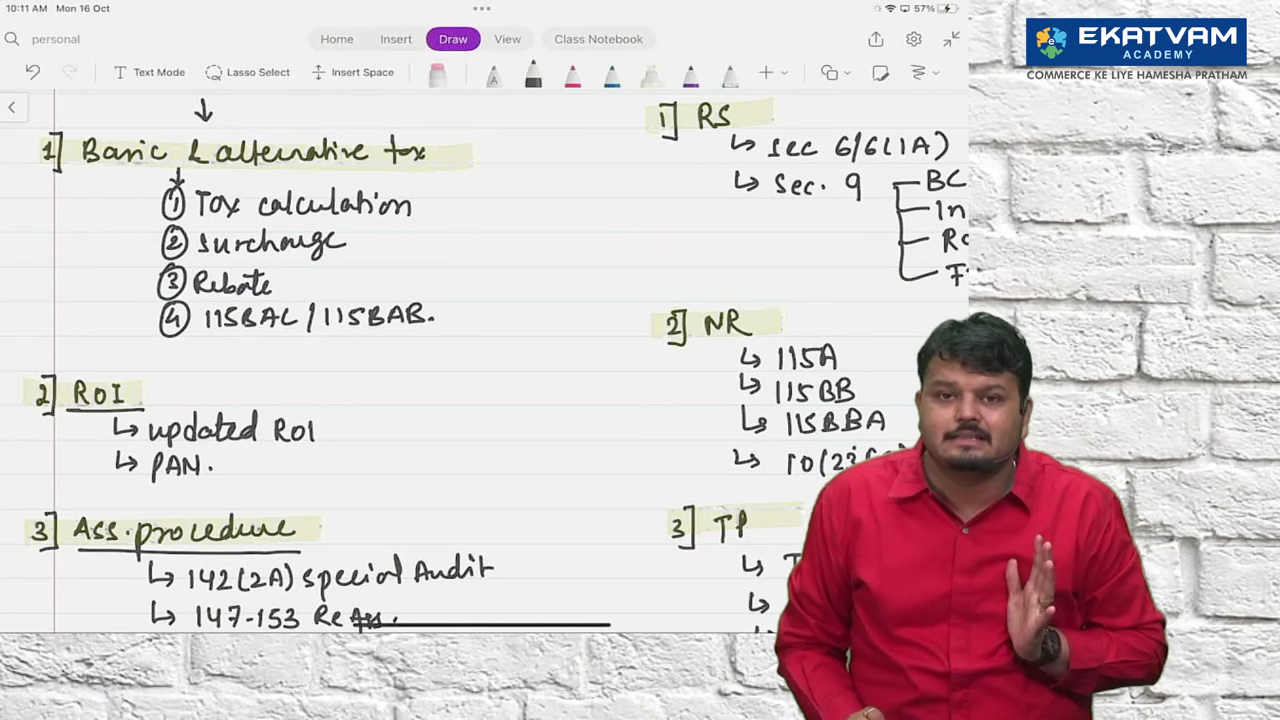 10:11 AM Mon 16 Oct
57%
personal
Home Insert Draw View Class Notebook
Text Mode Lasso Select Insert Space
EKATVAM
ACADEMY
COMMERCE KE LIYE HAMESHA PRATHAM
1] Basic & alternative tax
① Tax calculation
② Surcharge
③ Rebate
④ 115BAC / 115BAB.
2] ROI
↳ updated ROI
↳ PAN.
3] Ass. procedure
↳ 142(2A) Special Audit
↳ 147-153 Re Ass.
1] RS
↳ Sec 6/6(1A)
↳ Sec. 9
BC
In
F
2] NR
↳ 115A
↳ 115BB
↳ 115BBA
3] TP